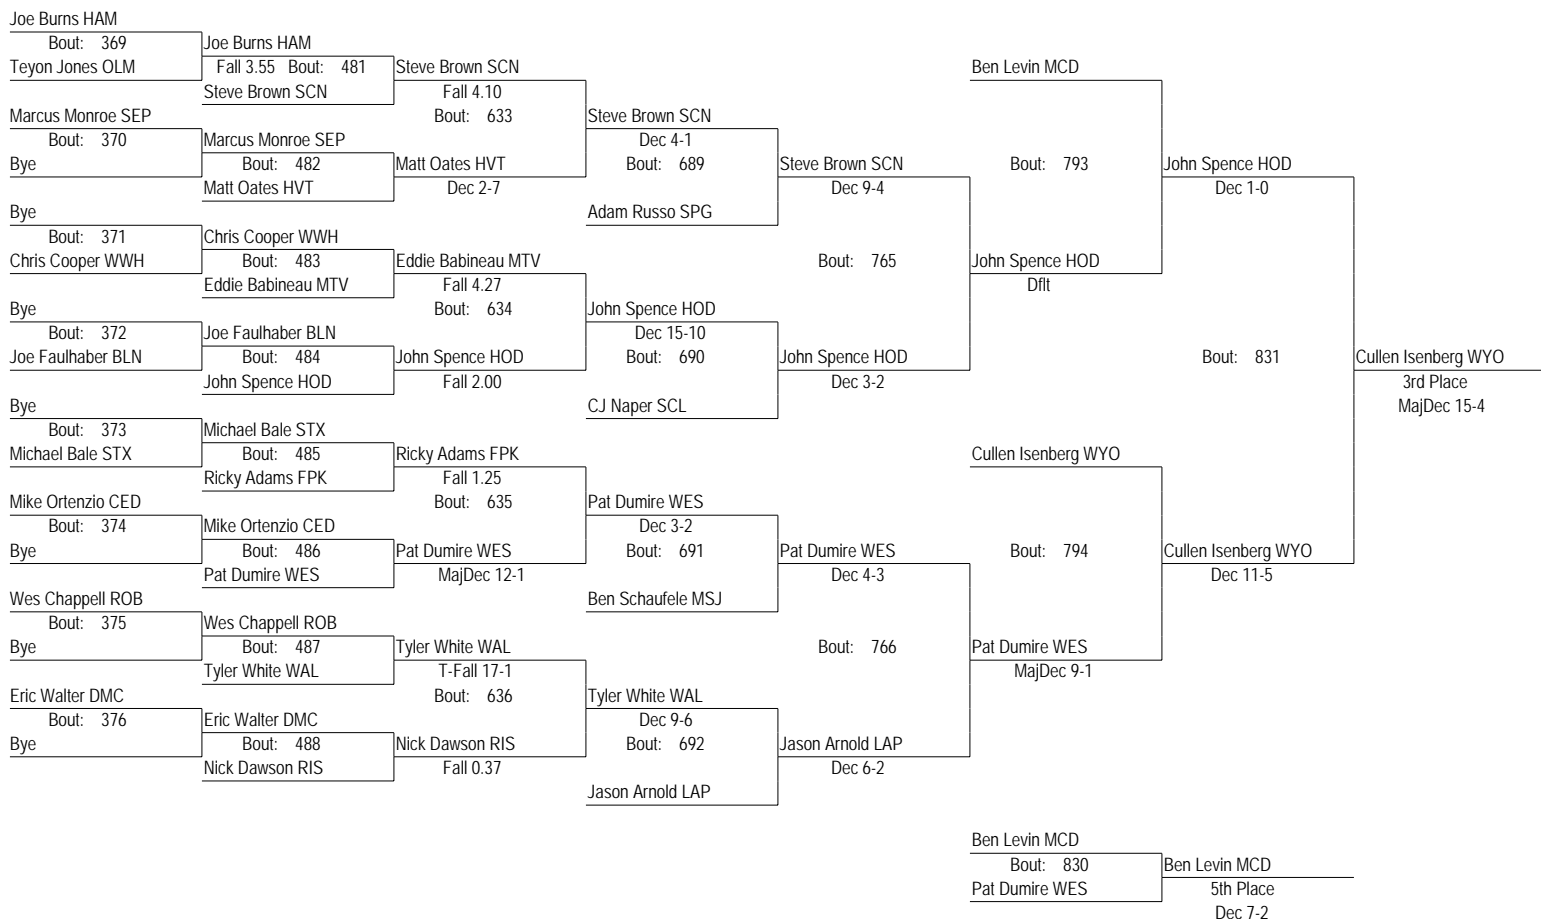 Joe Burns HAM
Bout: 369
Joe Burns HAM
Teyon Jones OLM
Fall 3.55 Bout: 481
Steve Brown SCN
Ben Levin MCD
Steve Brown SCN
Fall 4.10
Marcus Monroe SEP
Bout: 633
Steve Brown SCN
Bout: 370
Marcus Monroe SEP
Dec 4-1
Bye
Bout: 482
Matt Oates HVT
Bout: 689
Steve Brown SCN
Bout: 793
John Spence HOD
Matt Oates HVT
Dec 2-7
Dec 9-4
Dec 1-0
Bye
Adam Russo SPG
Bout: 371
Chris Cooper WWH
Chris Cooper WWH
Bout: 483
Eddie Babineau MTV
Bout: 765
John Spence HOD
Eddie Babineau MTV
Fall 4.27
Dflt
Bye
Bout: 634
John Spence HOD
Bout: 372
Joe Faulhaber BLN
Dec 15-10
Joe Faulhaber BLN
Bout: 484
John Spence HOD
Bout: 690
John Spence HOD
Bout: 831
Cullen Isenberg WYO
John Spence HOD
Fall 2.00
Dec 3-2
3rd Place
Bye
CJ Naper SCL
MajDec 15-4
Bout: 373
Michael Bale STX
Michael Bale STX
Bout: 485
Ricky Adams FPK
Cullen Isenberg WYO
Ricky Adams FPK
Fall 1.25
Mike Ortenzio CED
Bout: 635
Pat Dumire WES
Bout: 374
Mike Ortenzio CED
Dec 3-2
Bye
Bout: 486
Pat Dumire WES
Bout: 691
Pat Dumire WES
Bout: 794
Cullen Isenberg WYO
Pat Dumire WES
MajDec 12-1
Dec 4-3
Dec 11-5
Wes Chappell ROB
Ben Schaufele MSJ
Bout: 375
Wes Chappell ROB
Bye
Bout: 487
Tyler White WAL
Bout: 766
Pat Dumire WES
Tyler White WAL
T-Fall 17-1
MajDec 9-1
Eric Walter DMC
Bout: 636
Tyler White WAL
Bout: 376
Eric Walter DMC
Dec 9-6
Bye
Bout: 488
Nick Dawson RIS
Bout: 692
Jason Arnold LAP
Nick Dawson RIS
Fall 0.37
Dec 6-2
Jason Arnold LAP
Ben Levin MCD
Bout: 830
Ben Levin MCD
Pat Dumire WES
5th Place
Dec 7-2